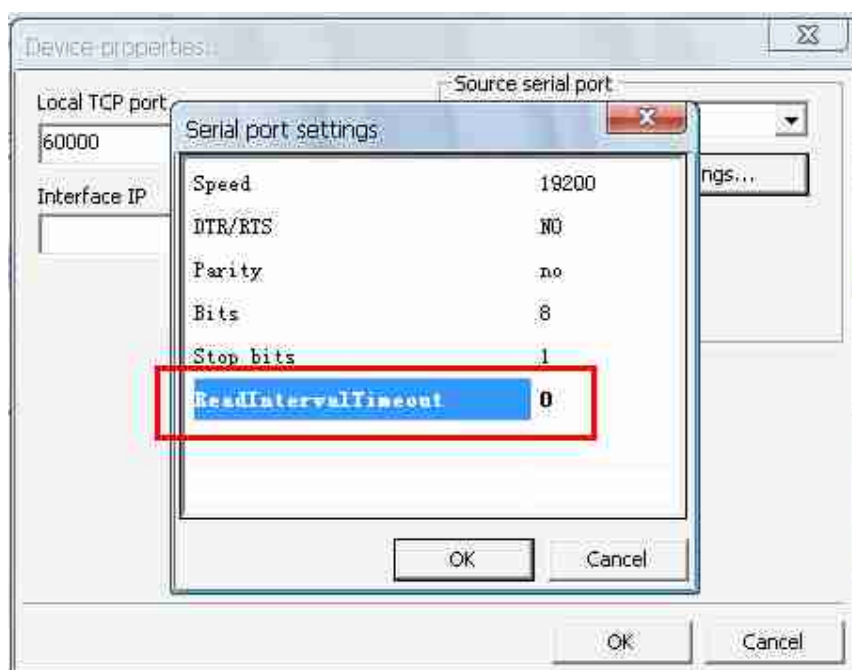 Device properties...
Local TCP port
60000
Interface IP
Source serial port
ngs...
Serial port settings
Speed 19200
DTR/RTS NO
Parity no
Bits 8
Stop bits 1
ReadIntervalTimeout 0
OK Cancel
OK Cancel